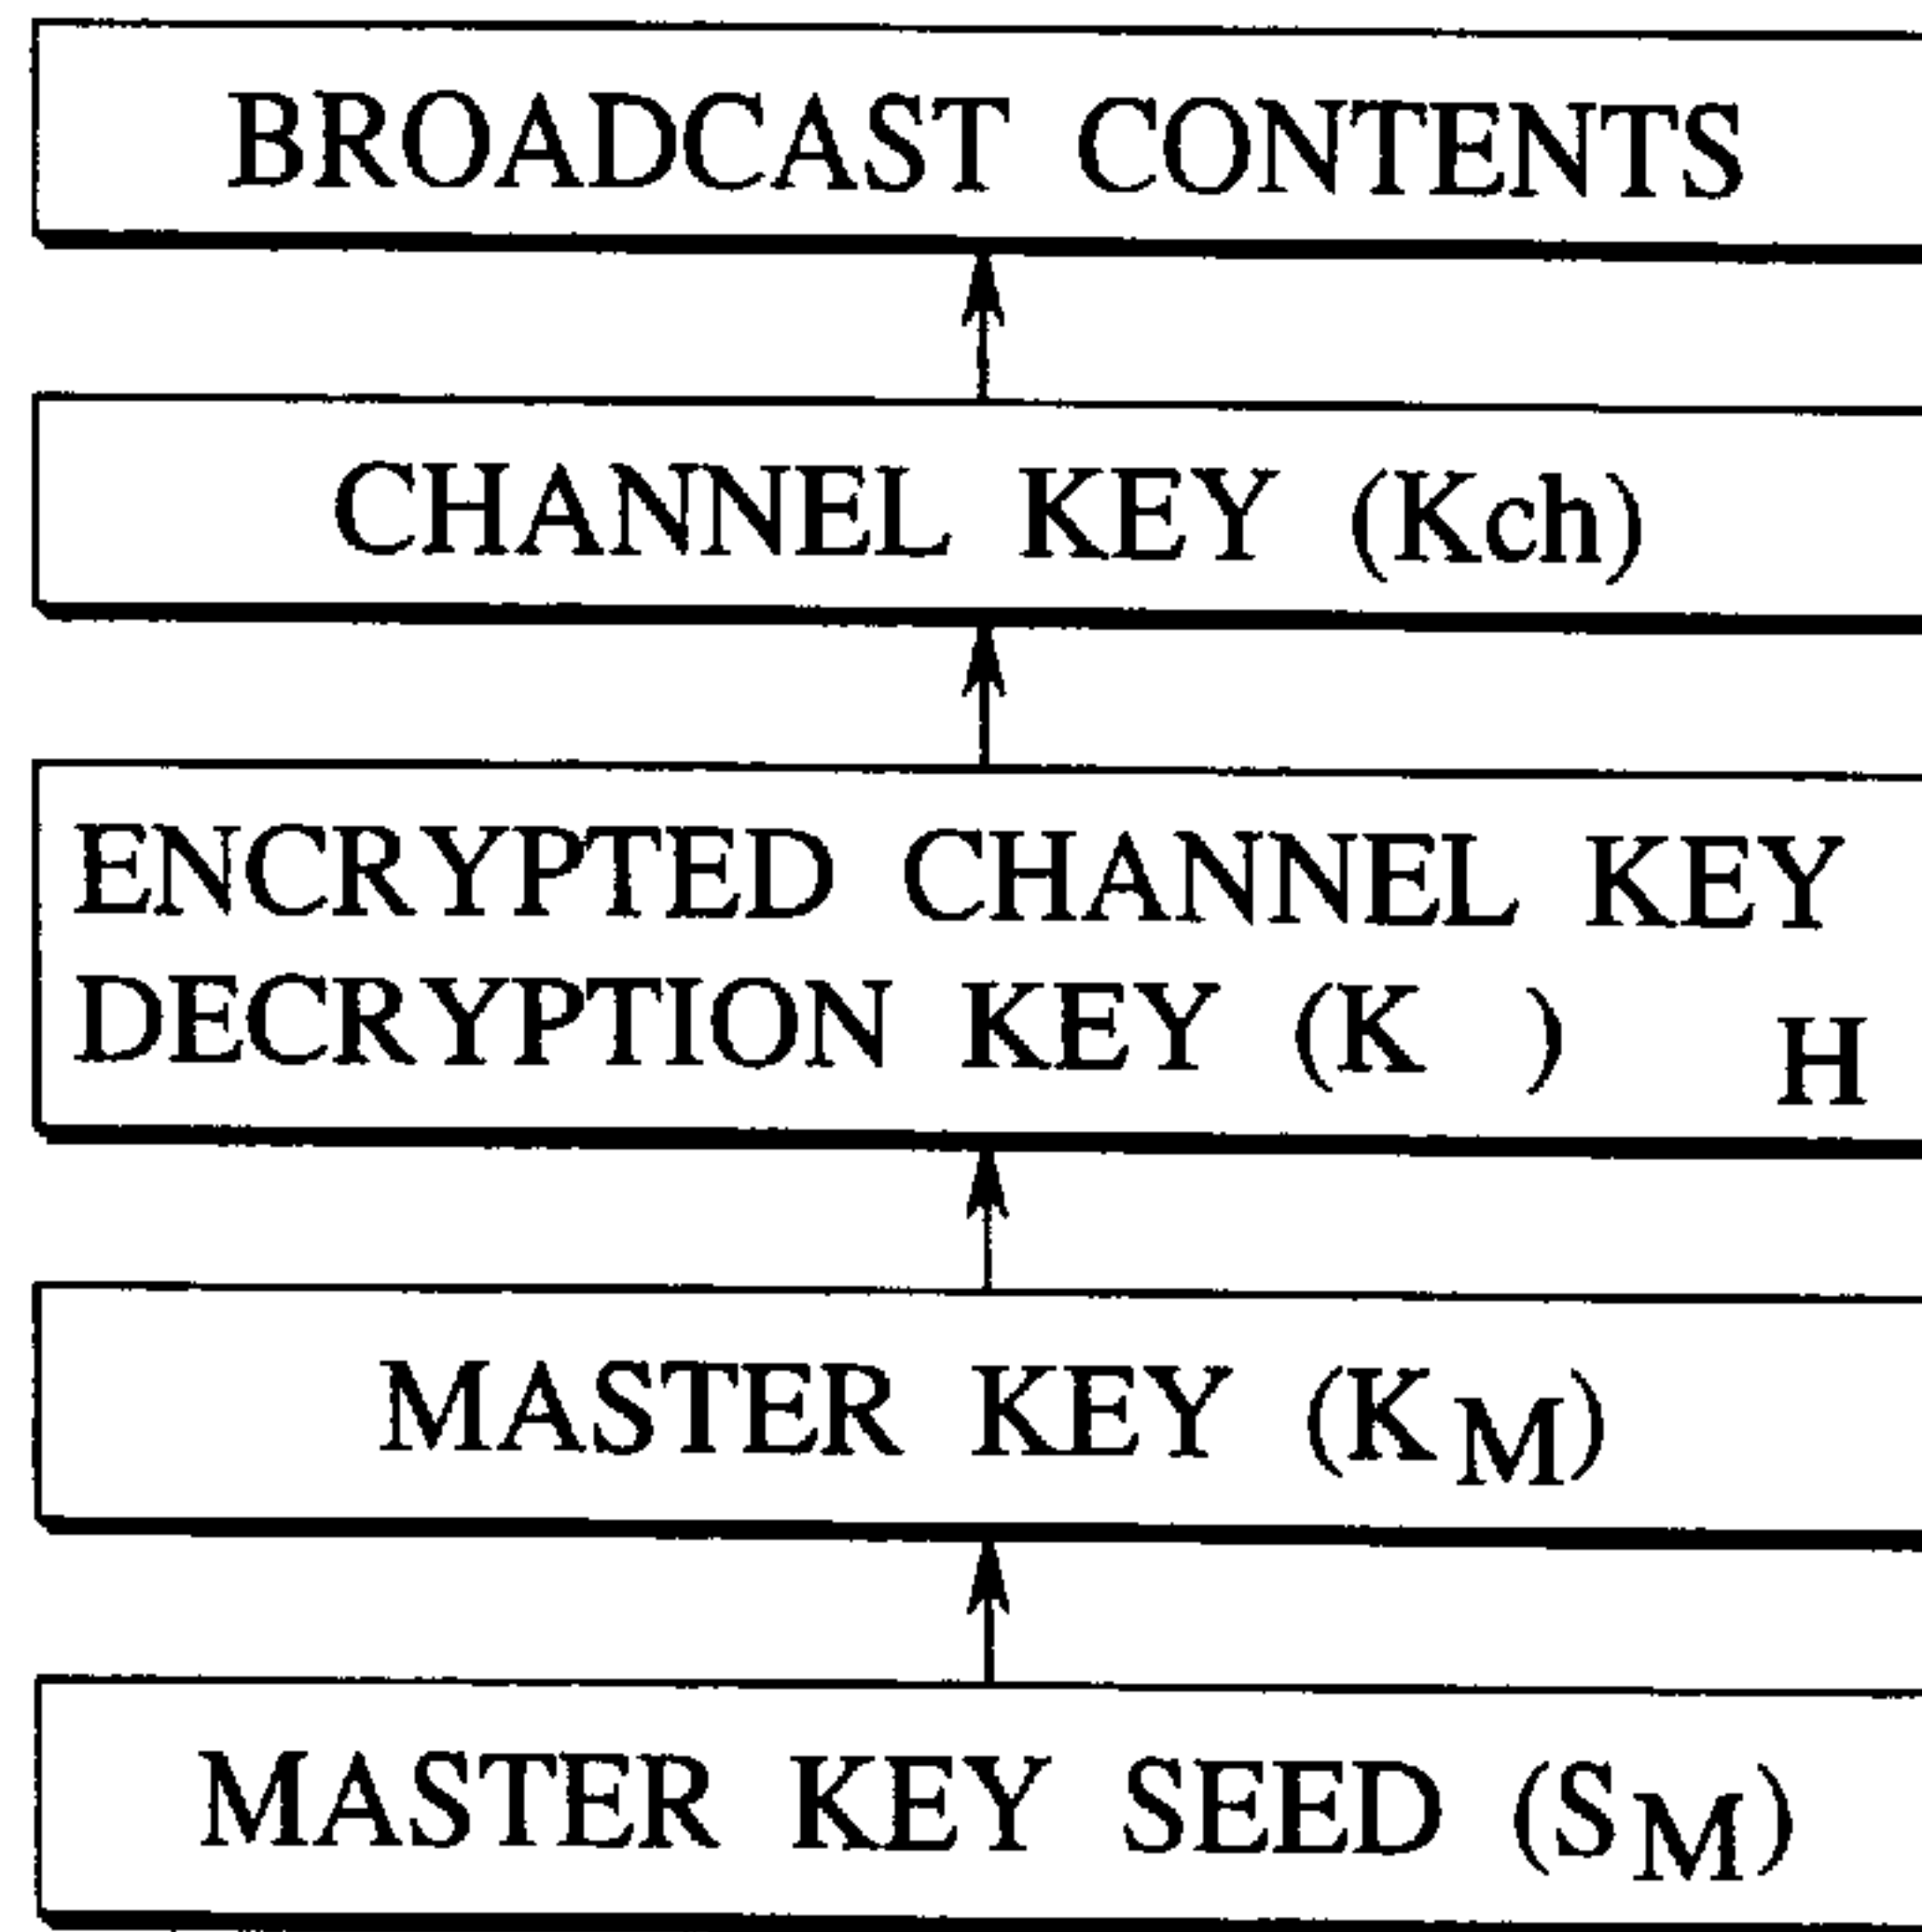 BROADCAST CONTENTS
CHANNEL KEY (Kch)
ENCRYPTED CHANNEL KEY
DECRYPTION KEY (K ) H
MASTER KEY (KM)
MASTER KEY SEED (SM)